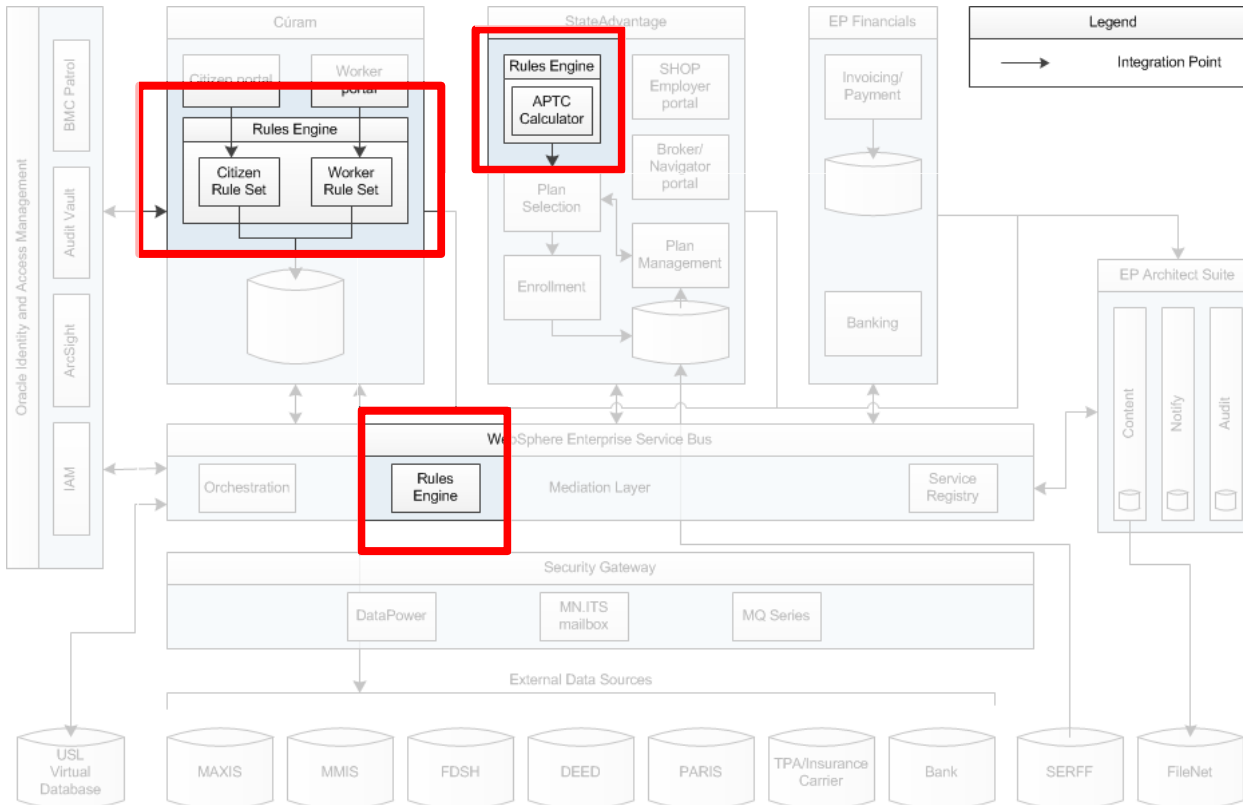 Cúram
StateAdvantage
EP Financials
Legend
Integration Point
Oracle Identity and Access Management
BMC Patrol
Audit Vault
ArcSight
IAM
Citizen portal
Worker
portal
Rules Engine
Citizen
Rule Set
Worker
Rule Set
Rules Engine
APTC
Calculator
SHOP
Employer
portal
Broker/
Navigator
portal
Plan
Selection
Plan
Management
Enrollment
Invoicing/
Payment
Banking
EP Architect Suite
Content
Notify
Audit
WebSphere Enterprise Service Bus
Orchestration
Rules
Engine
Mediation Layer
Service
Registry
Security Gateway
DataPower
MN.ITS
mailbox
MQ Series
External Data Sources
USL
Virtual
Database
MAXIS
MMIS
FDSH
DEED
PARIS
TPA/Insurance
Carrier
Bank
SERFF
FileNet